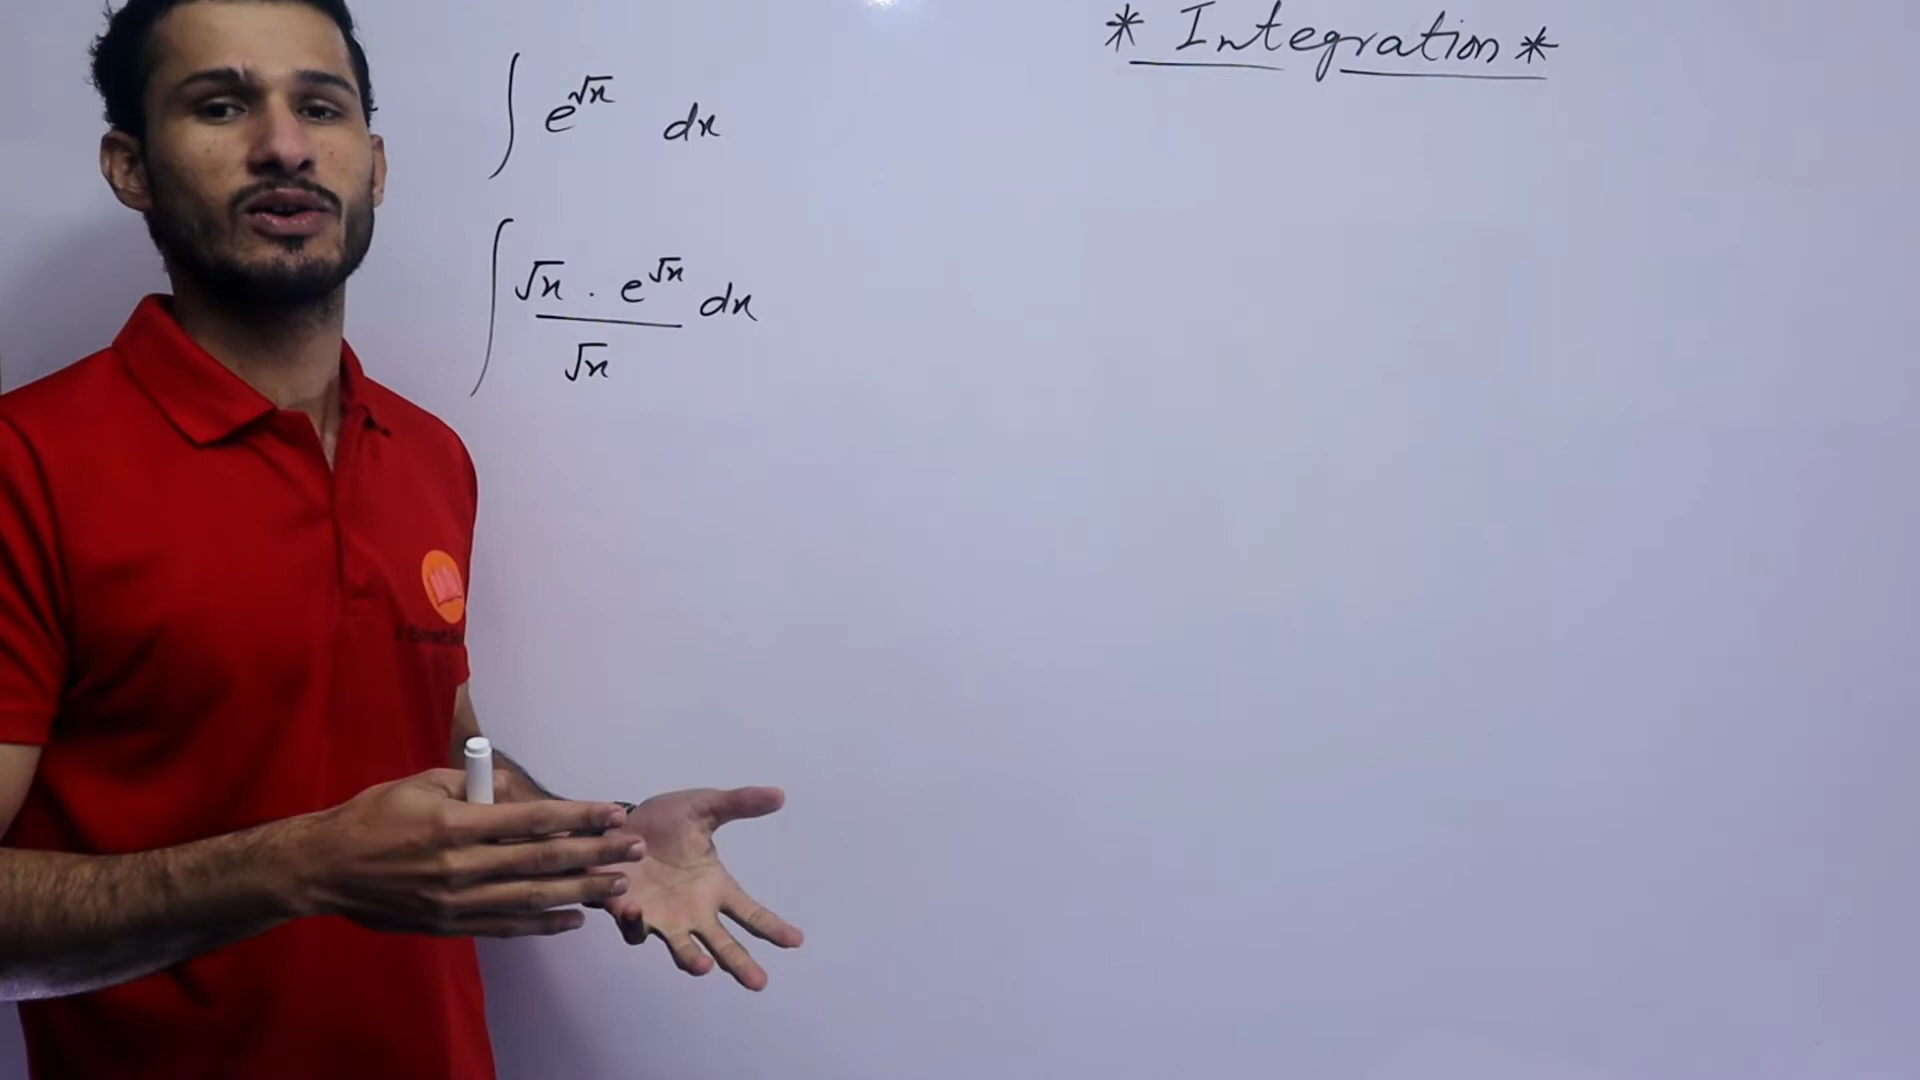 * Integration *
∫ e^√x dx
∫ √x . e^√x / √x dx